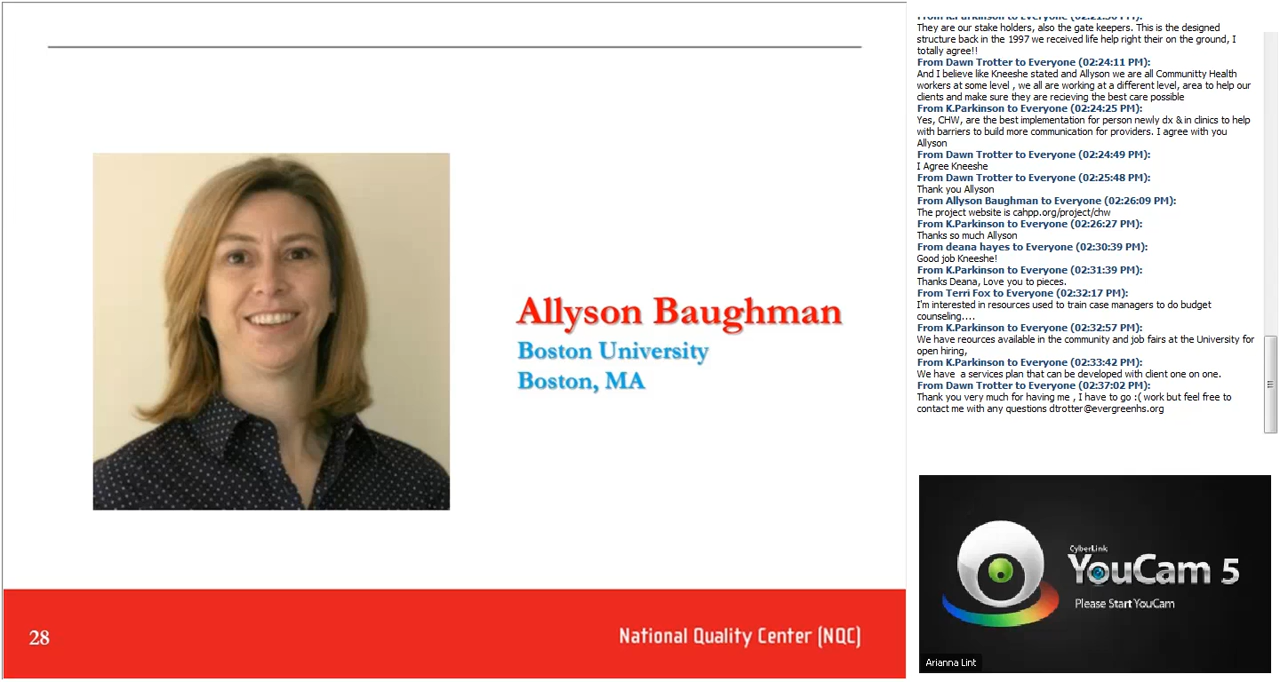 Allyson Baughman
Boston University
Boston, MA
28
National Quality Center (NQC)
From K.Parkinson to Everyone (02:21:50 PM):
They are our stake holders, also the gate keepers. This is the designed
structure back in the 1997 we received life help right their on the ground, I
totally agree!!
From Dawn Trotter to Everyone (02:24:11 PM):
And I believe like Kneeshe stated and Allyson we are all Communitty Health
workers at some level , we all are working at a different level, area to help our
clients and make sure they are recieving the best care possible
From K.Parkinson to Everyone (02:24:25 PM):
Yes, CHW, are the best implementation for person newly dx & in clinics to help
with barriers to build more communication for providers. I agree with you
Allyson
From Dawn Trotter to Everyone (02:24:49 PM):
I Agree Kneeshe
From Dawn Trotter to Everyone (02:25:48 PM):
Thank you Allyson
From Allyson Baughman to Everyone (02:26:09 PM):
The project website is cahpp.org/project/chw
From K.Parkinson to Everyone (02:26:27 PM):
Thanks so much Allyson
From deana hayes to Everyone (02:30:39 PM):
Good job Kneeshe!
From K.Parkinson to Everyone (02:31:39 PM):
Thanks Deana, Love you to pieces.
From Terri Fox to Everyone (02:32:17 PM):
I'm interested in resources used to train case managers to do budget
counseling....
From K.Parkinson to Everyone (02:32:57 PM):
We have reources available in the community and job fairs at the University for
open hiring,
From K.Parkinson to Everyone (02:33:42 PM):
We have  a services plan that can be developed with client one on one.
From Dawn Trotter to Everyone (02:37:02 PM):
Thank you very much for having me , I have to go :( work but feel free to
contact me with any questions dtrotter@evergreenhs.org
CyberLink
YouCam 5
Please Start YouCam
Arianna Lint